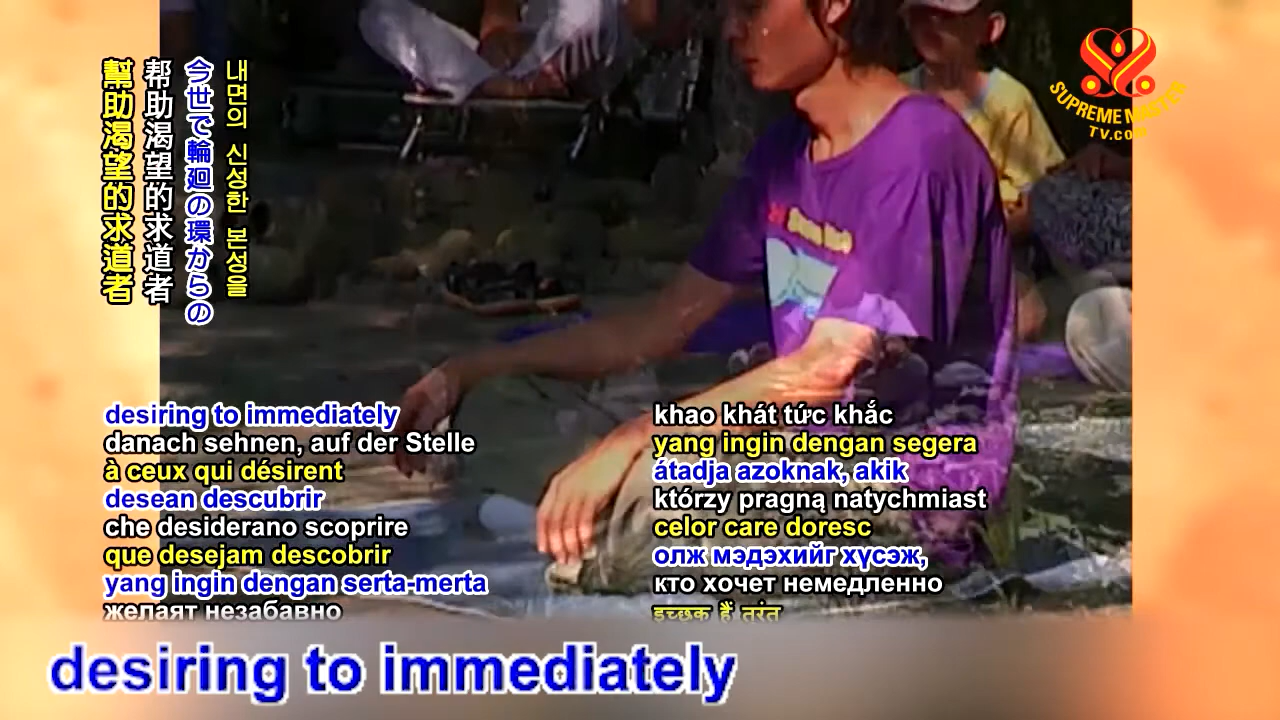 幫助渴望的求道者
帮助渴望的求道者
今世で輪廻の環からの
내면의 신성한 본성을
SUPREME MASTER
TV.COM
desiring to immediately
danach sehnen, auf der Stelle
à ceux qui désirent
desean descubrir
che desiderano scoprire
que desejam descobrir
yang ingin dengan serta-merta
желаят незабавно
khao khát tức khắc
yang ingin dengan segera
átadja azoknak, akik
którzy pragną natychmiast
celor care doresc
олж мэдэхийг хүсэж,
кто хочет немедленно
इच्छुक हैं तुरंत
desiring to immediately